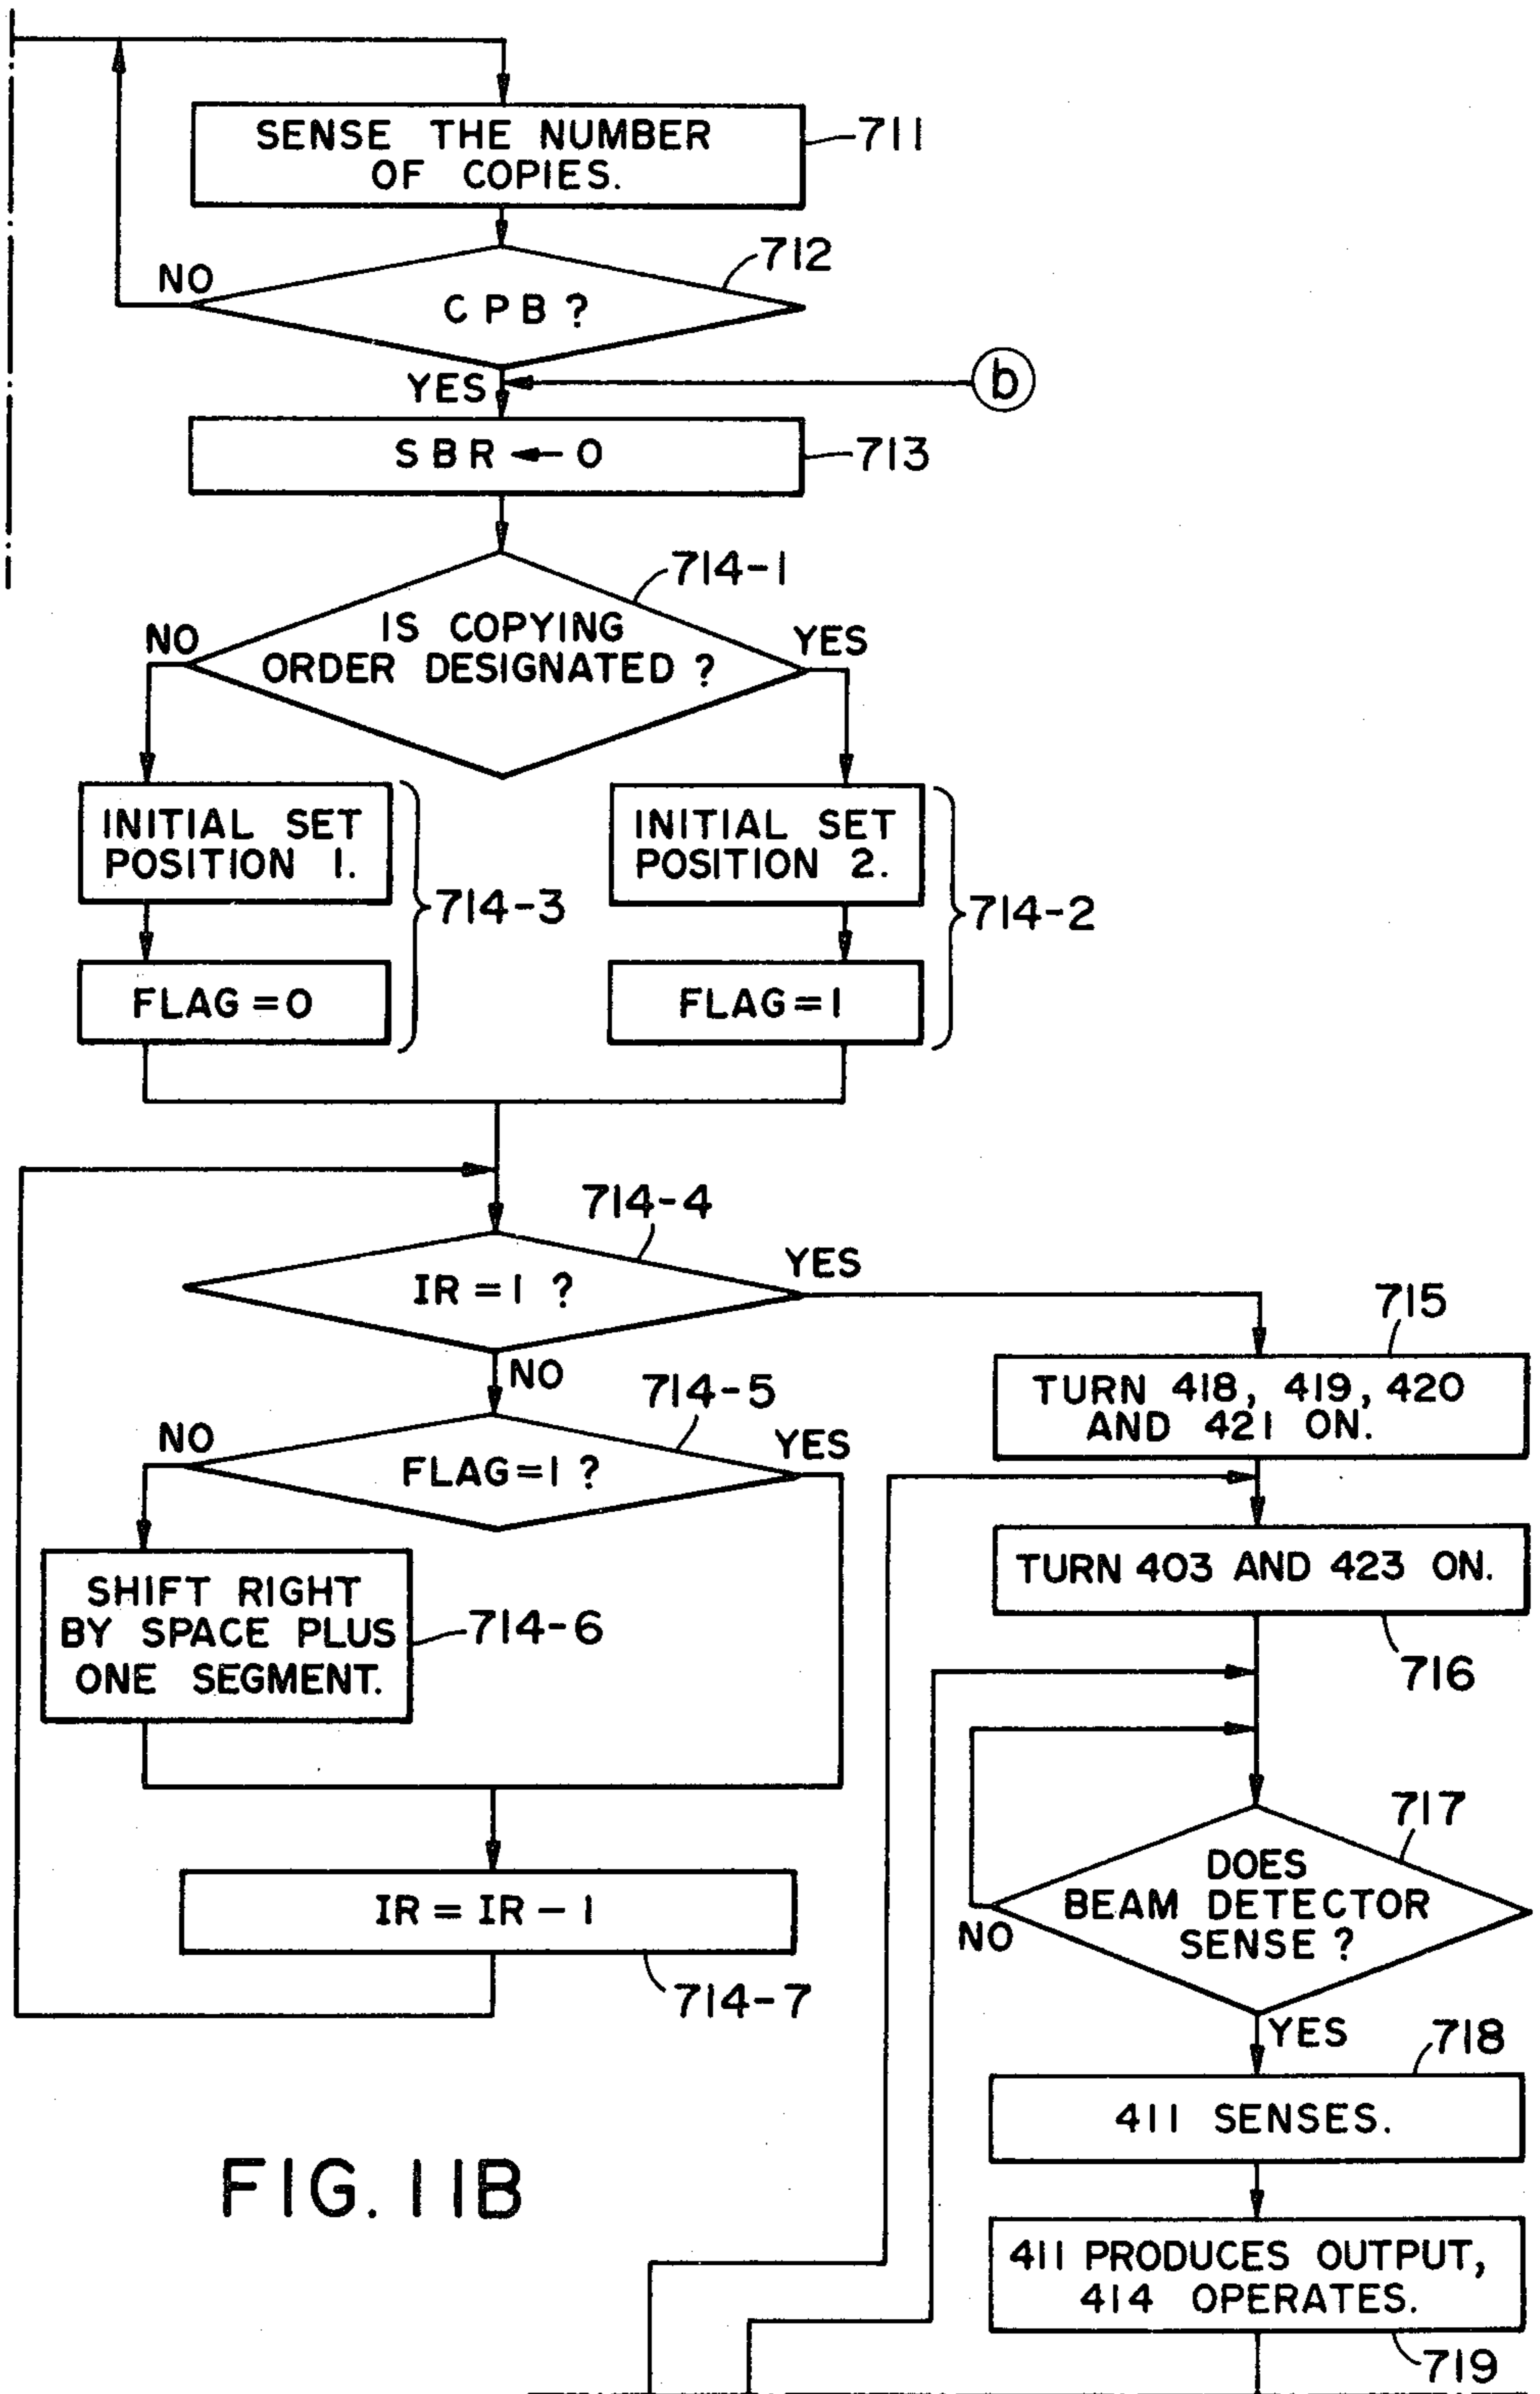 SENSE THE NUMBER
OF COPIES.
711
712
NO
C P B ?
YES
b
SBR ← 0
713
714-1
NO
IS COPYING
ORDER DESIGNATED ?
YES
INITIAL SET
POSITION 1.
714-3
INITIAL SET
POSITION 2.
714-2
FLAG = 0
FLAG = 1
714-4
IR = 1 ?
YES
715
NO
714-5
TURN 418, 419, 420
AND 421 ON.
NO
FLAG = 1 ?
YES
SHIFT RIGHT
BY SPACE PLUS
ONE SEGMENT.
714-6
TURN 403 AND 423 ON.
716
717
IR = IR - 1
714-7
DOES
BEAM DETECTOR
SENSE ?
NO
YES
718
411 SENSES.
FIG. 11B
411 PRODUCES OUTPUT,
414 OPERATES.
719